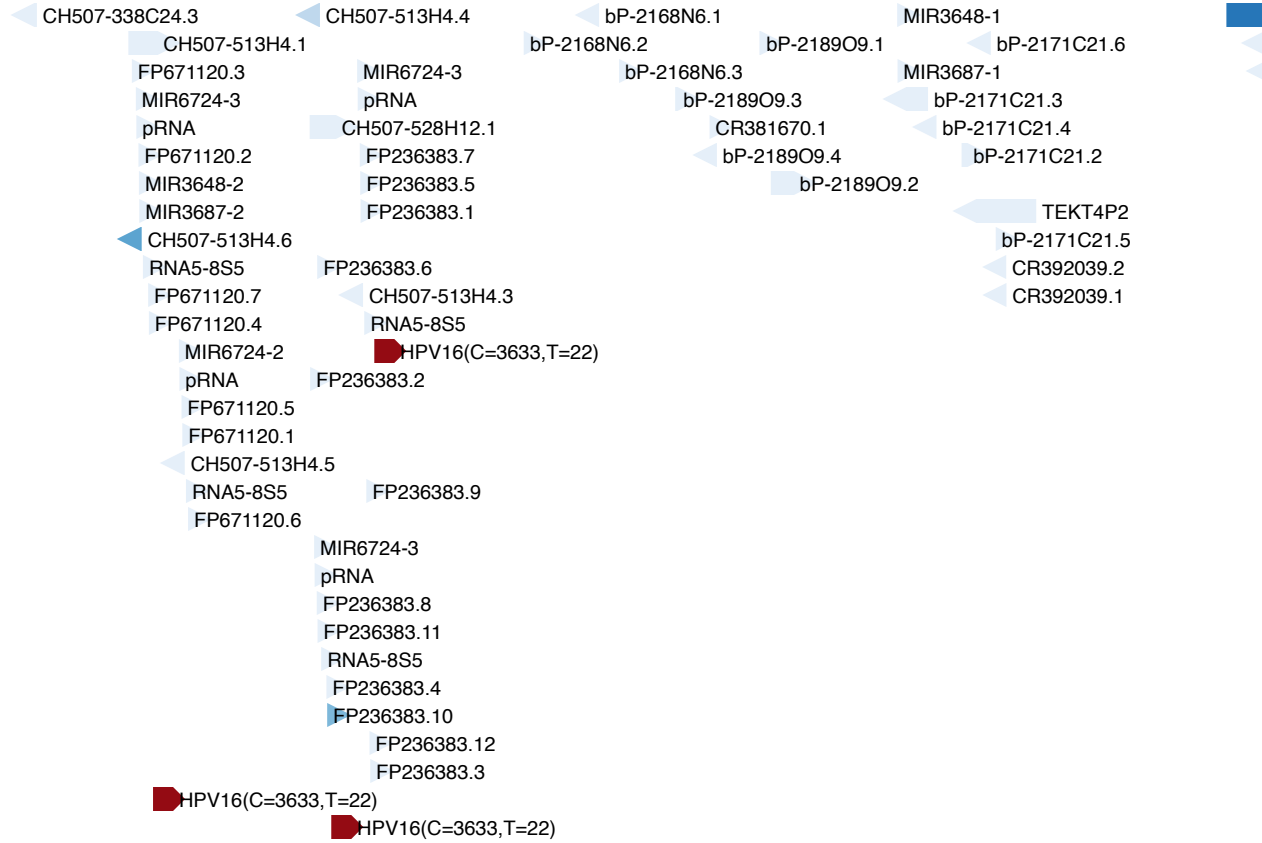 CH507-338C24.3 CH507-513H4.4 bP-2168N6.1 MIR3648-1
CH507-513H4.1 bP-2168N6.2 bP-2189O9.1 bP-2171C21.6
FP671120.3 MIR6724-3 bP-2168N6.3 MIR3687-1
MIR6724-3 pRNA bP-2189O9.3 bP-2171C21.3
pRNA CH507-528H12.1 CR381670.1 bP-2171C21.4
FP671120.2 FP236383.7 bP-2189O9.4 bP-2171C21.2
MIR3648-2 FP236383.5 bP-2189O9.2
MIR3687-2 FP236383.1 TEKT4P2
CH507-513H4.6 bP-2171C21.5
RNA5-8S5 FP236383.6 CR392039.2
FP671120.7 CH507-513H4.3 CR392039.1
FP671120.4 RNA5-8S5
MIR6724-2 HPV16(C=3633,T=22)
pRNA FP236383.2
FP671120.5
FP671120.1
CH507-513H4.5
RNA5-8S5 FP236383.9
FP671120.6
MIR6724-3
pRNA
FP236383.8
FP236383.11
RNA5-8S5
FP236383.4
FP236383.10
FP236383.12
FP236383.3
HPV16(C=3633,T=22)
HPV16(C=3633,T=22)